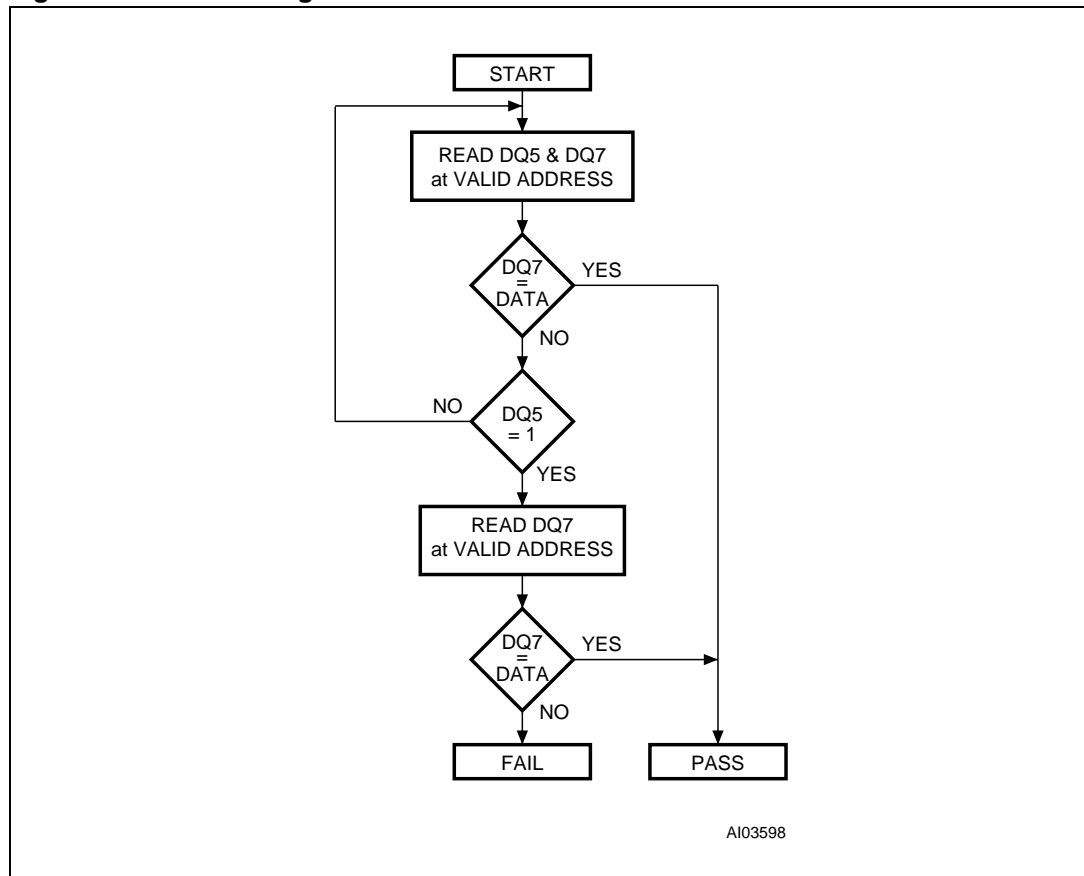 START
READ DQ5 & DQ7
at VALID ADDRESS
DQ7
=
DATA
YES
NO
NO
DQ5
= 1
YES
READ DQ7
at VALID ADDRESS
DQ7
=
DATA
YES
NO
FAIL
PASS
AI03598